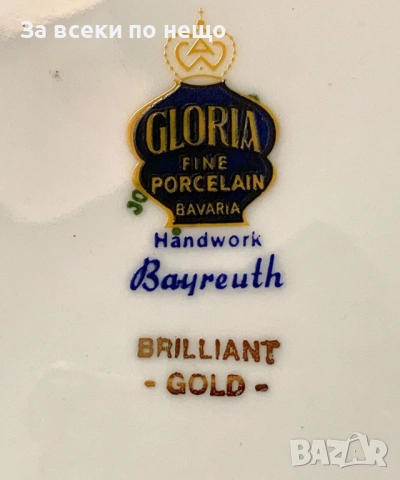 За всеки по нещо
GLORIA
FINE
PORCELAIN
BAVARIA
Handwork
Bayreuth
BRILLIANT
- GOLD -
BAZAR